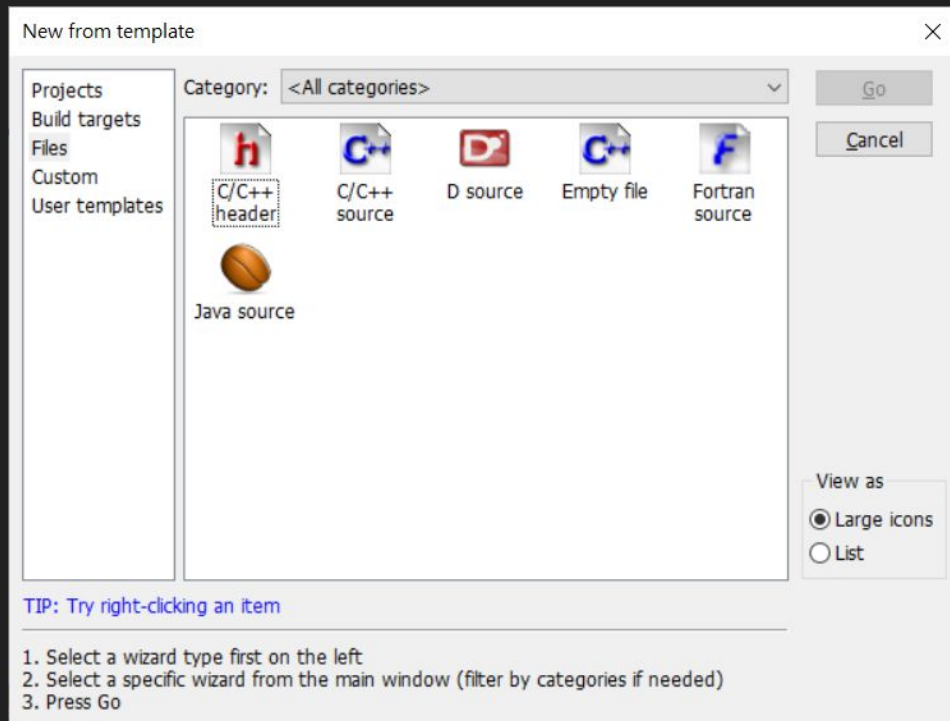 New from template
Projects
Build targets
Files
Custom
User templates
Category: <All categories>
h
C/C++
header
C++
C/C++
source
D
D source
C++
Empty file
F
Fortran
source
Java source
Go
Cancel
View as
Large icons
List
TIP: Try right-clicking an item
1. Select a wizard type first on the left
2. Select a specific wizard from the main window (filter by categories if needed)
3. Press Go